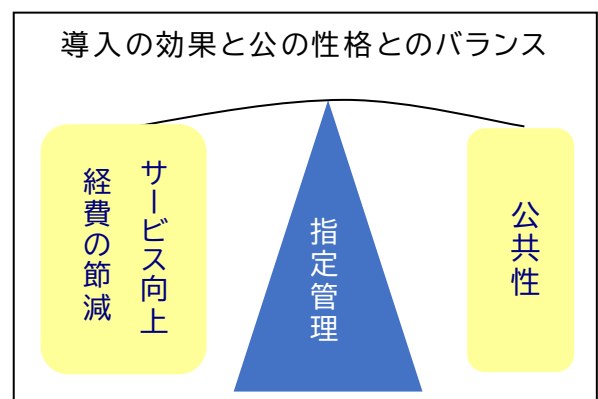 導入の効果と公の性格とのバランス
サービス向上
経費の節減
指定管理
公共性